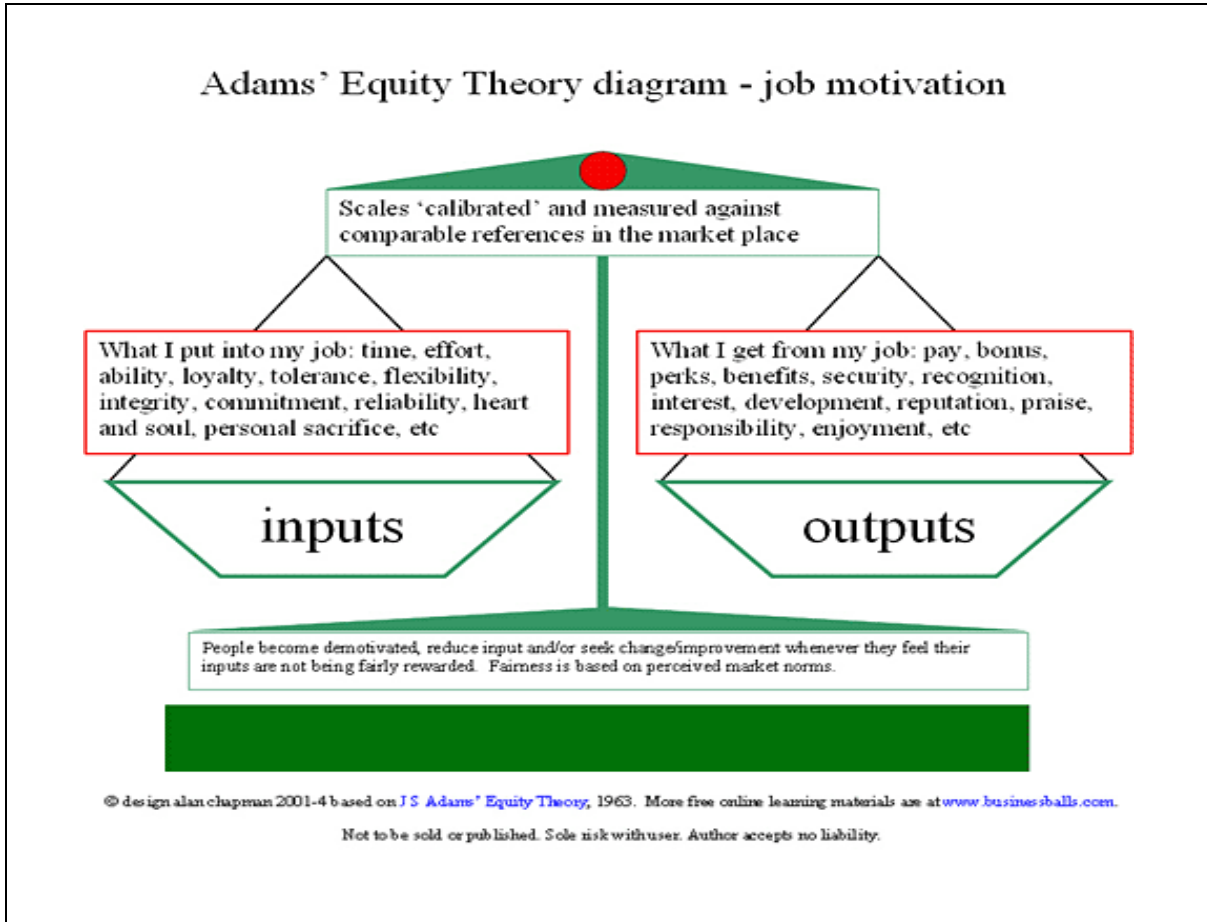 Adams’ Equity Theory diagram - job motivation
Scales ‘calibrated’ and measured against
comparable references in the market place
What I put into my job: time, effort,
ability, loyalty, tolerance, flexibility,
integrity, commitment, reliability, heart
and soul, personal sacrifice, etc
What I get from my job: pay, bonus,
perks, benefits, security, recognition,
interest, development, reputation, praise,
responsibility, enjoyment, etc
inputs
outputs
People become demotivated, reduce input and/or seek change/improvement whenever they feel their
inputs are not being fairly rewarded.  Fairness is based on perceived market norms.
© design alan chapman 2001-4 based on J S Adams’ Equity Theory, 1963.  More free online learning materials are at www.businessballs.com.
Not to be sold or published. Sole risk with user. Author accepts no liability.